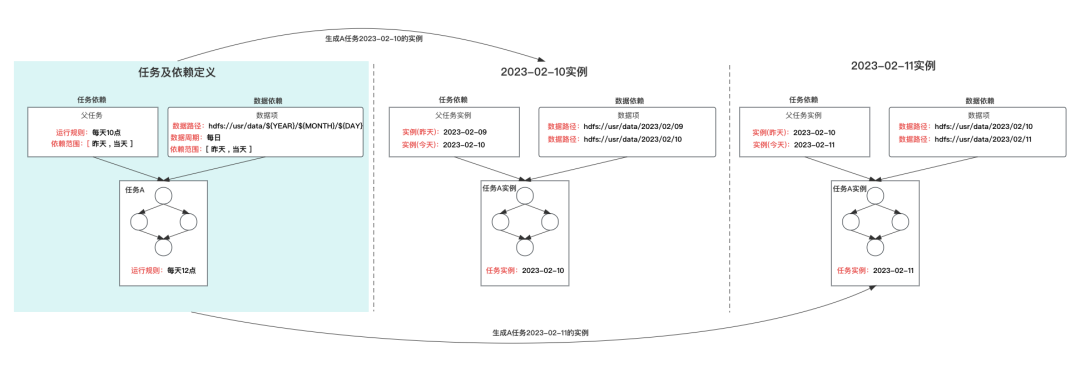 生成A任务2023-02-10的实例
任务及依赖定义
任务依赖
数据依赖
父任务
运行规则：每天10点
依赖范围：[ 昨天，当天 ]
数据项
数据路径：hdfs://usr/data/${YEAR}/${MONTH}/${DAY}
数据周期：每日
依赖范围：[ 昨天，当天 ]
任务A
运行规则：每天12点
2023-02-10实例
任务依赖
数据依赖
父任务实例
实例(昨天)：2023-02-09
实例(今天)：2023-02-10
数据项
数据路径：hdfs://usr/data/2023/02/09
数据路径：hdfs://usr/data/2023/02/10
任务A实例
任务实例：2023-02-10
2023-02-11实例
任务依赖
数据依赖
父任务实例
实例(昨天)：2023-02-10
实例(今天)：2023-02-11
数据项
数据路径：hdfs://usr/data/2023/02/10
数据路径：hdfs://usr/data/2023/02/11
任务A实例
任务实例：2023-02-11
生成A任务2023-02-11的实例